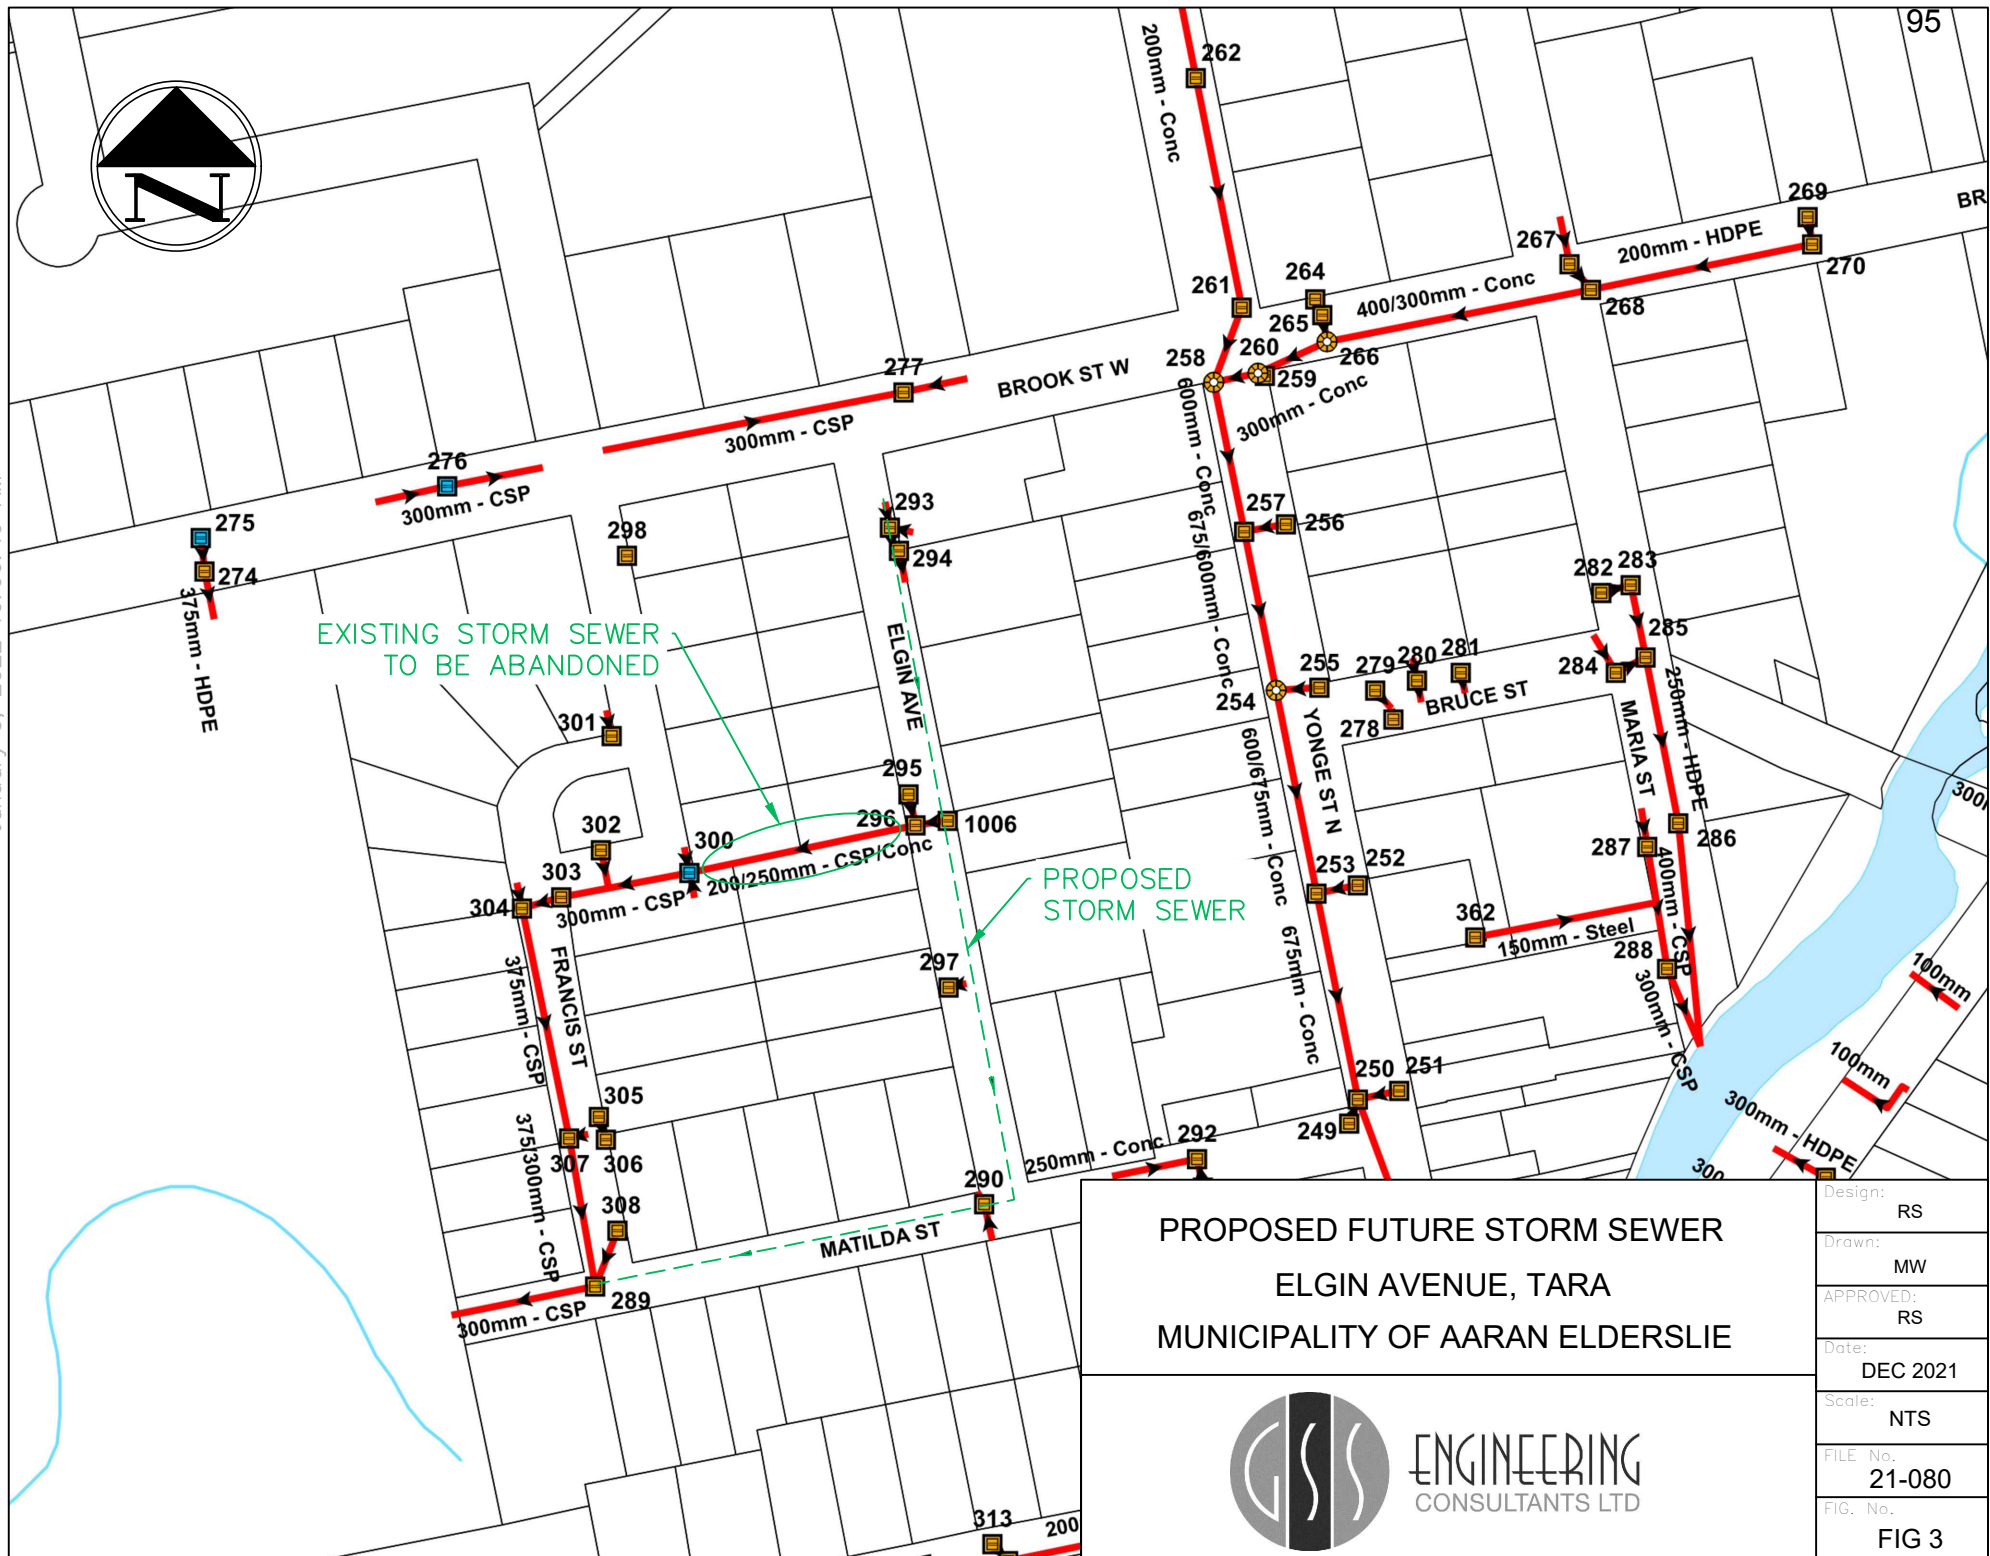 95
262
200mm - Conc
269
BR
267
200mm - HDPE
270
264
261
400/300mm - Conc
268
265
277
258
260
266
BROOK ST W
259
300mm - CSP
600mm - Conc
300mm - Conc
276
300mm - CSP
275
298
293
257
256
294
274
675/600mm - Conc
282
283
375mm - HDPE
EXISTING STORM SEWER
TO BE ABANDONED
ELGIN AVE
285
255
279
280
281
284
254
BRUCE ST
278
250mm - HDPE
301
YONGE ST N
MARIA ST
600/675mm - Conc
295
300
296
1006
302
300
287
286
200/250mm - CSP/Conc
303
253
252
400mm - CSP
PROPOSED
STORM SEWER
304
300mm - CSP
362
150mm - Steel
288
FRANCIS ST
297
375mm - CSP
675mm - Conc
100mm
300mm - CSP
250
251
100mm
305
300mm - HDPE
375/300mm - CSP
249
292
307
306
250mm - Conc
300
290
308
MATILDA ST
289
300mm - CSP
313
200
PROPOSED FUTURE STORM SEWER
ELGIN AVENUE, TARA
MUNICIPALITY OF AARAN ELDERSLIE
GSS
ENGINEERING
CONSULTANTS LTD
Design:
RS
Drawn:
MW
APPROVED:
RS
Date:
DEC 2021
Scale:
NTS
FILE No.
21-080
FIG. No.
FIG 3